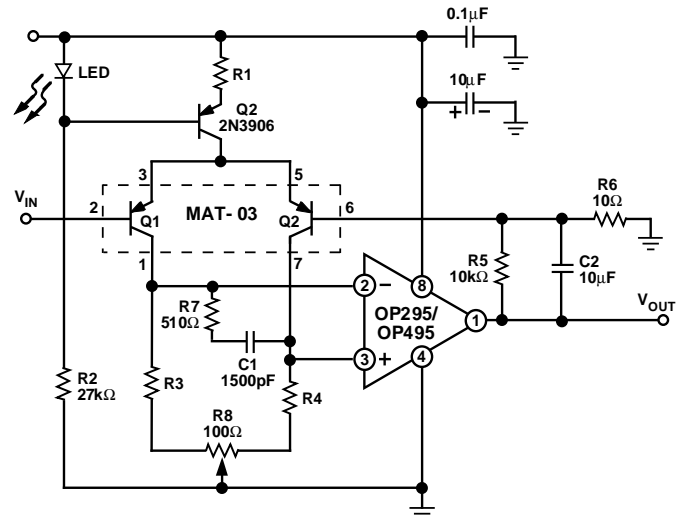 0.1µF
LED
R1
10µF
+ −
Q2
2N3906
3
5
R6
10Ω
VIN
2
MAT- 03
6
Q1
Q2
1
7
R5
10kΩ
C2
10µF
2
−
8
R7
510Ω
VOUT
OP295/
OP495
1
C1
1500pF
3
+
4
R2
27kΩ
R3
R4
R8
100Ω